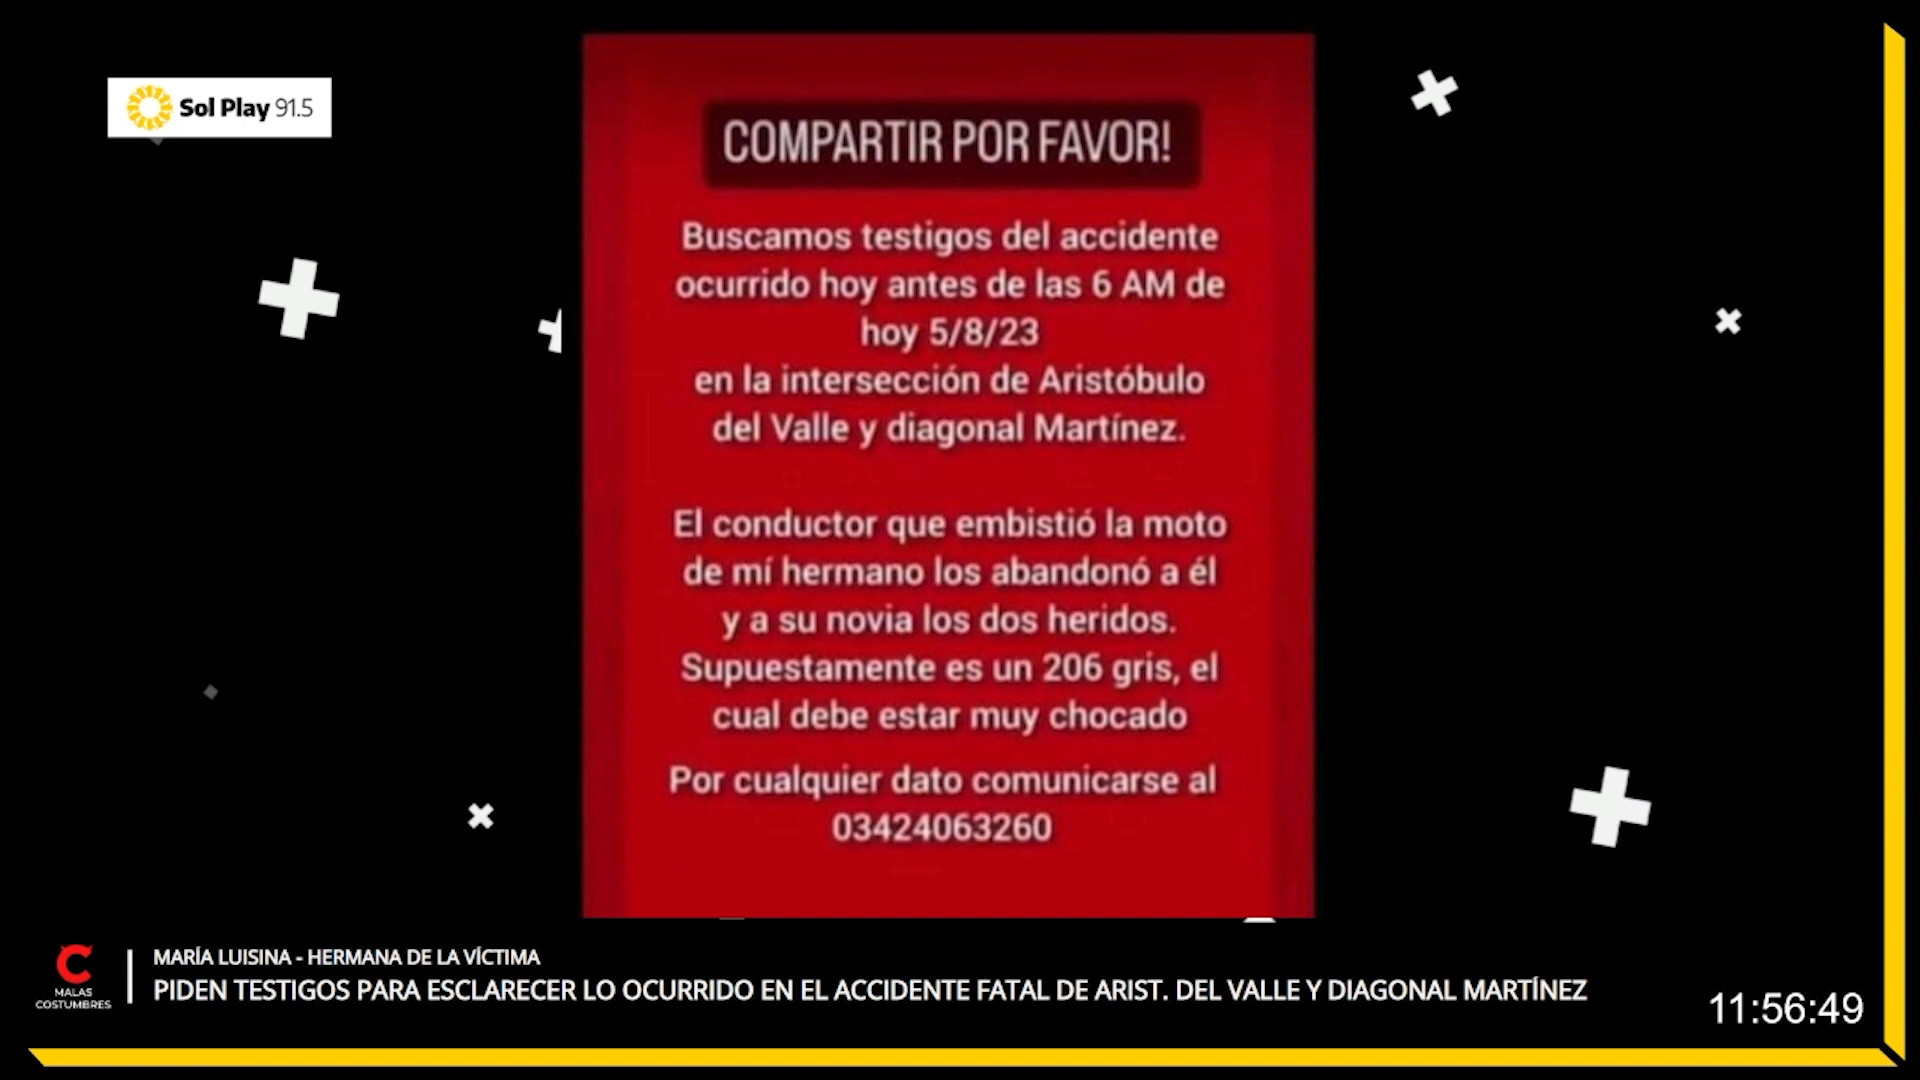 Sol Play 91.5
COMPARTIR POR FAVOR!
Buscamos testigos del accidente
ocurrido hoy antes de las 6 AM de
hoy 5/8/23
en la intersección de Aristóbulo
del Valle y diagonal Martínez.
El conductor que embistió la moto
de mí hermano los abandonó a él
y a su novia los dos heridos.
Supuestamente es un 206 gris, el
cual debe estar muy chocado
Por cualquier dato comunicarse al
03424063260
MALAS
COSTUMBRES
MARÍA LUISINA - HERMANA DE LA VÍCTIMA
PIDEN TESTIGOS PARA ESCLARECER LO OCURRIDO EN EL ACCIDENTE FATAL DE ARIST. DEL VALLE Y DIAGONAL MARTÍNEZ
11:56:49